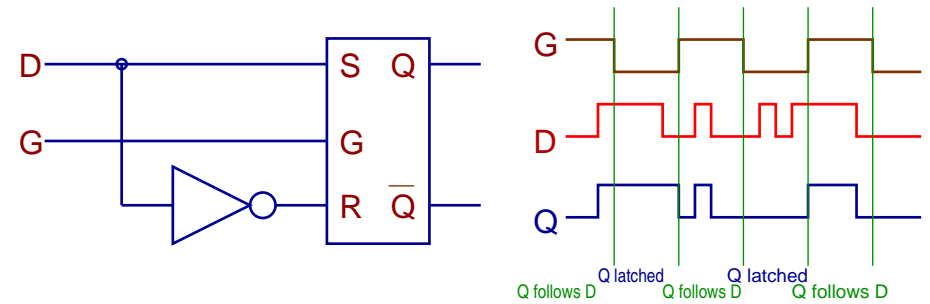 D
G
S Q
G
R Q̅
G
D
Q
Q latched Q latched
Q follows D Q follows D Q follows D